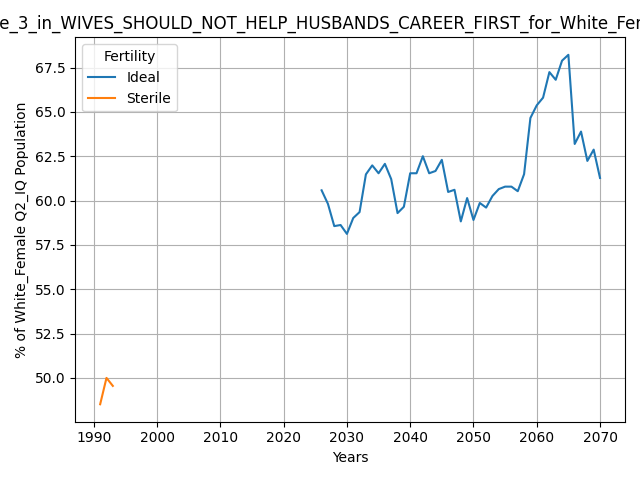 e_3_in_WIVES_SHOULD_NOT_HELP_HUSBANDS_CAREER_FIRST_for_White_Fe
Fertility
Ideal
Sterile
% of White_Female Q2_IQ Population
67.5
65.0
62.5
60.0
57.5
55.0
52.5
50.0
1990 2000 2010 2020 2030 2040 2050 2060 2070
Years